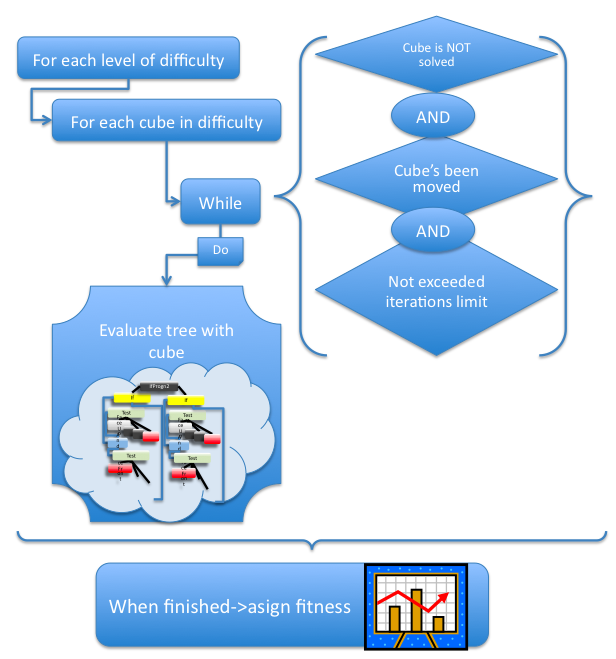 For each level of difficulty
For each cube in difficulty
While
Do
Cube is NOT
solved
AND
Cube's been
moved
AND
Not exceeded
iterations limit
Evaluate tree with
cube
IfProgn2
If
If
Test
Test
Test
Test
When finished->asign fitness